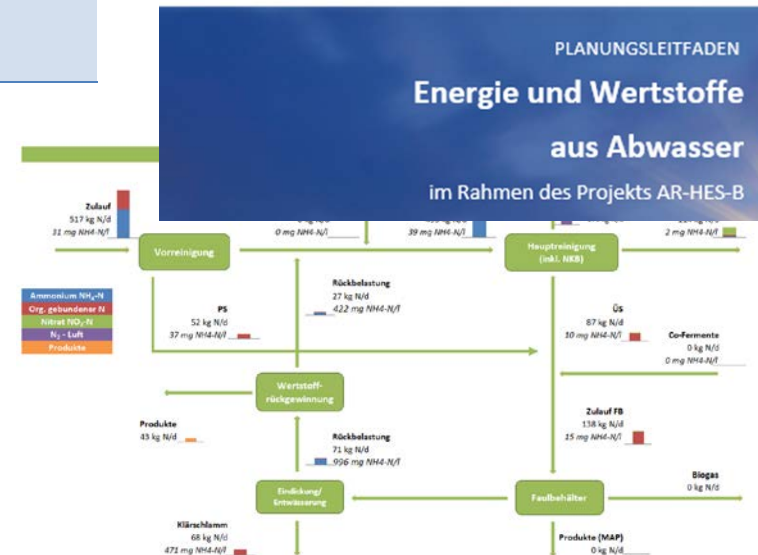 PLANUNGSLEITFADEN
Energie und Wertstoffe
aus Abwasser
im Rahmen des Projekts AR-HES-B
Zulauf
517 kg N/d
31 mg NH4-N/l
0 mg NH4-N/l
39 mg NH4-N/l
2 mg NH4-N/l
Vorreinigung
Hauptreinigung
(inkl. NKB)
Ammonium NH₄-N
Org. gebundener N
Nitrat NO₃-N
N₂ - Luft
Produkte
PS
52 kg N/d
37 mg NH4-N/l
Rückbelastung
27 kg N/d
422 mg NH4-N/l
ÜS
87 kg N/d
10 mg NH4-N/l
Co-Fermente
0 kg N/d
0 mg NH4-N/l
Wertstoff-
rückgewinnung
Produkte
43 kg N/d
Rückbelastung
71 kg N/d
996 mg NH4-N/l
Zulauf FB
138 kg N/d
15 mg NH4-N/l
Eindickung/
Entwässerung
Faulbehälter
Biogas
0 kg N/d
Klärschlamm
68 kg N/d
471 mg NH4-N/l
Produkte (MAP)
0 kg N/d